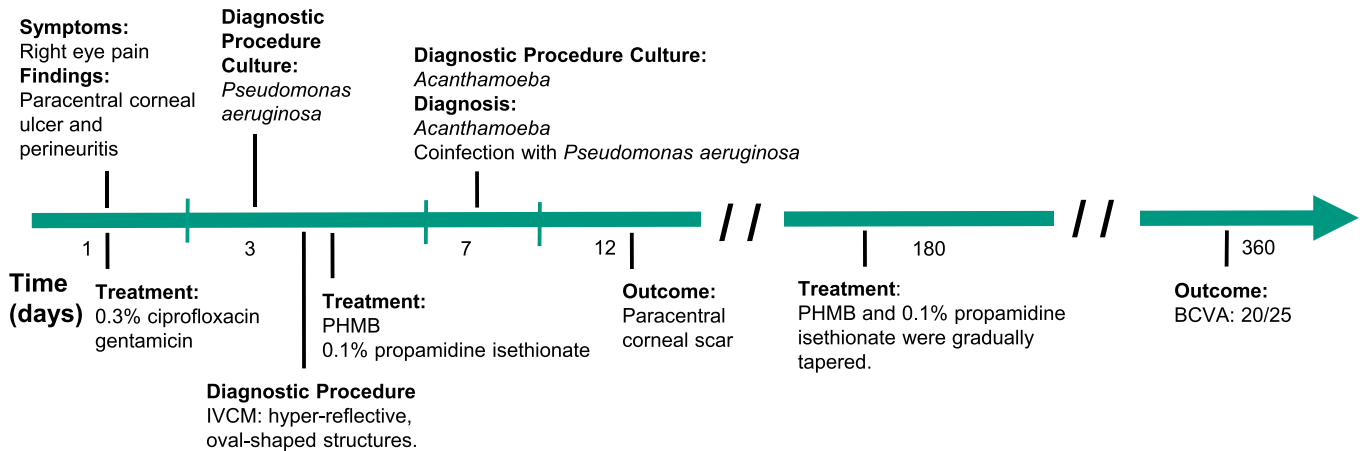 Symptoms:
Right eye pain
Findings:
Paracentral corneal
ulcer and
perineuritis
Diagnostic
Procedure
Culture:
Pseudomonas
aeruginosa
Diagnostic Procedure Culture:
Acanthamoeba
Diagnosis:
Acanthamoeba
Coinfection with Pseudomonas aeruginosa
// //
1 3 7 12 180 360
Time
(days)
Treatment:
0.3% ciprofloxacin
gentamicin
Diagnostic Procedure
IVCM: hyper-reflective,
oval-shaped structures.
Treatment:
PHMB
0.1% propamidine isethionate
Outcome:
Paracentral
corneal scar
Treatment:
PHMB and 0.1% propamidine
isethionate were gradually
tapered.
Outcome:
BCVA: 20/25